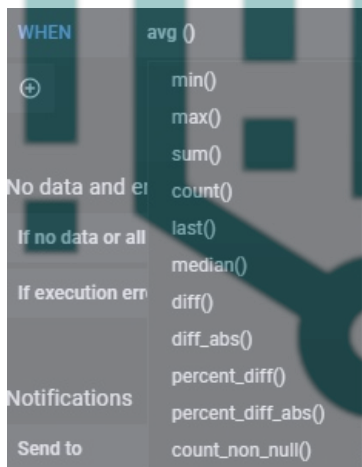 WHEN avg ()
min()
max()
sum()
No data and er count()
If no data or all last()
median()
If execution erro diff()
diff_abs()
percent_diff()
Notifications
percent_diff_abs()
Send to count_non_null()